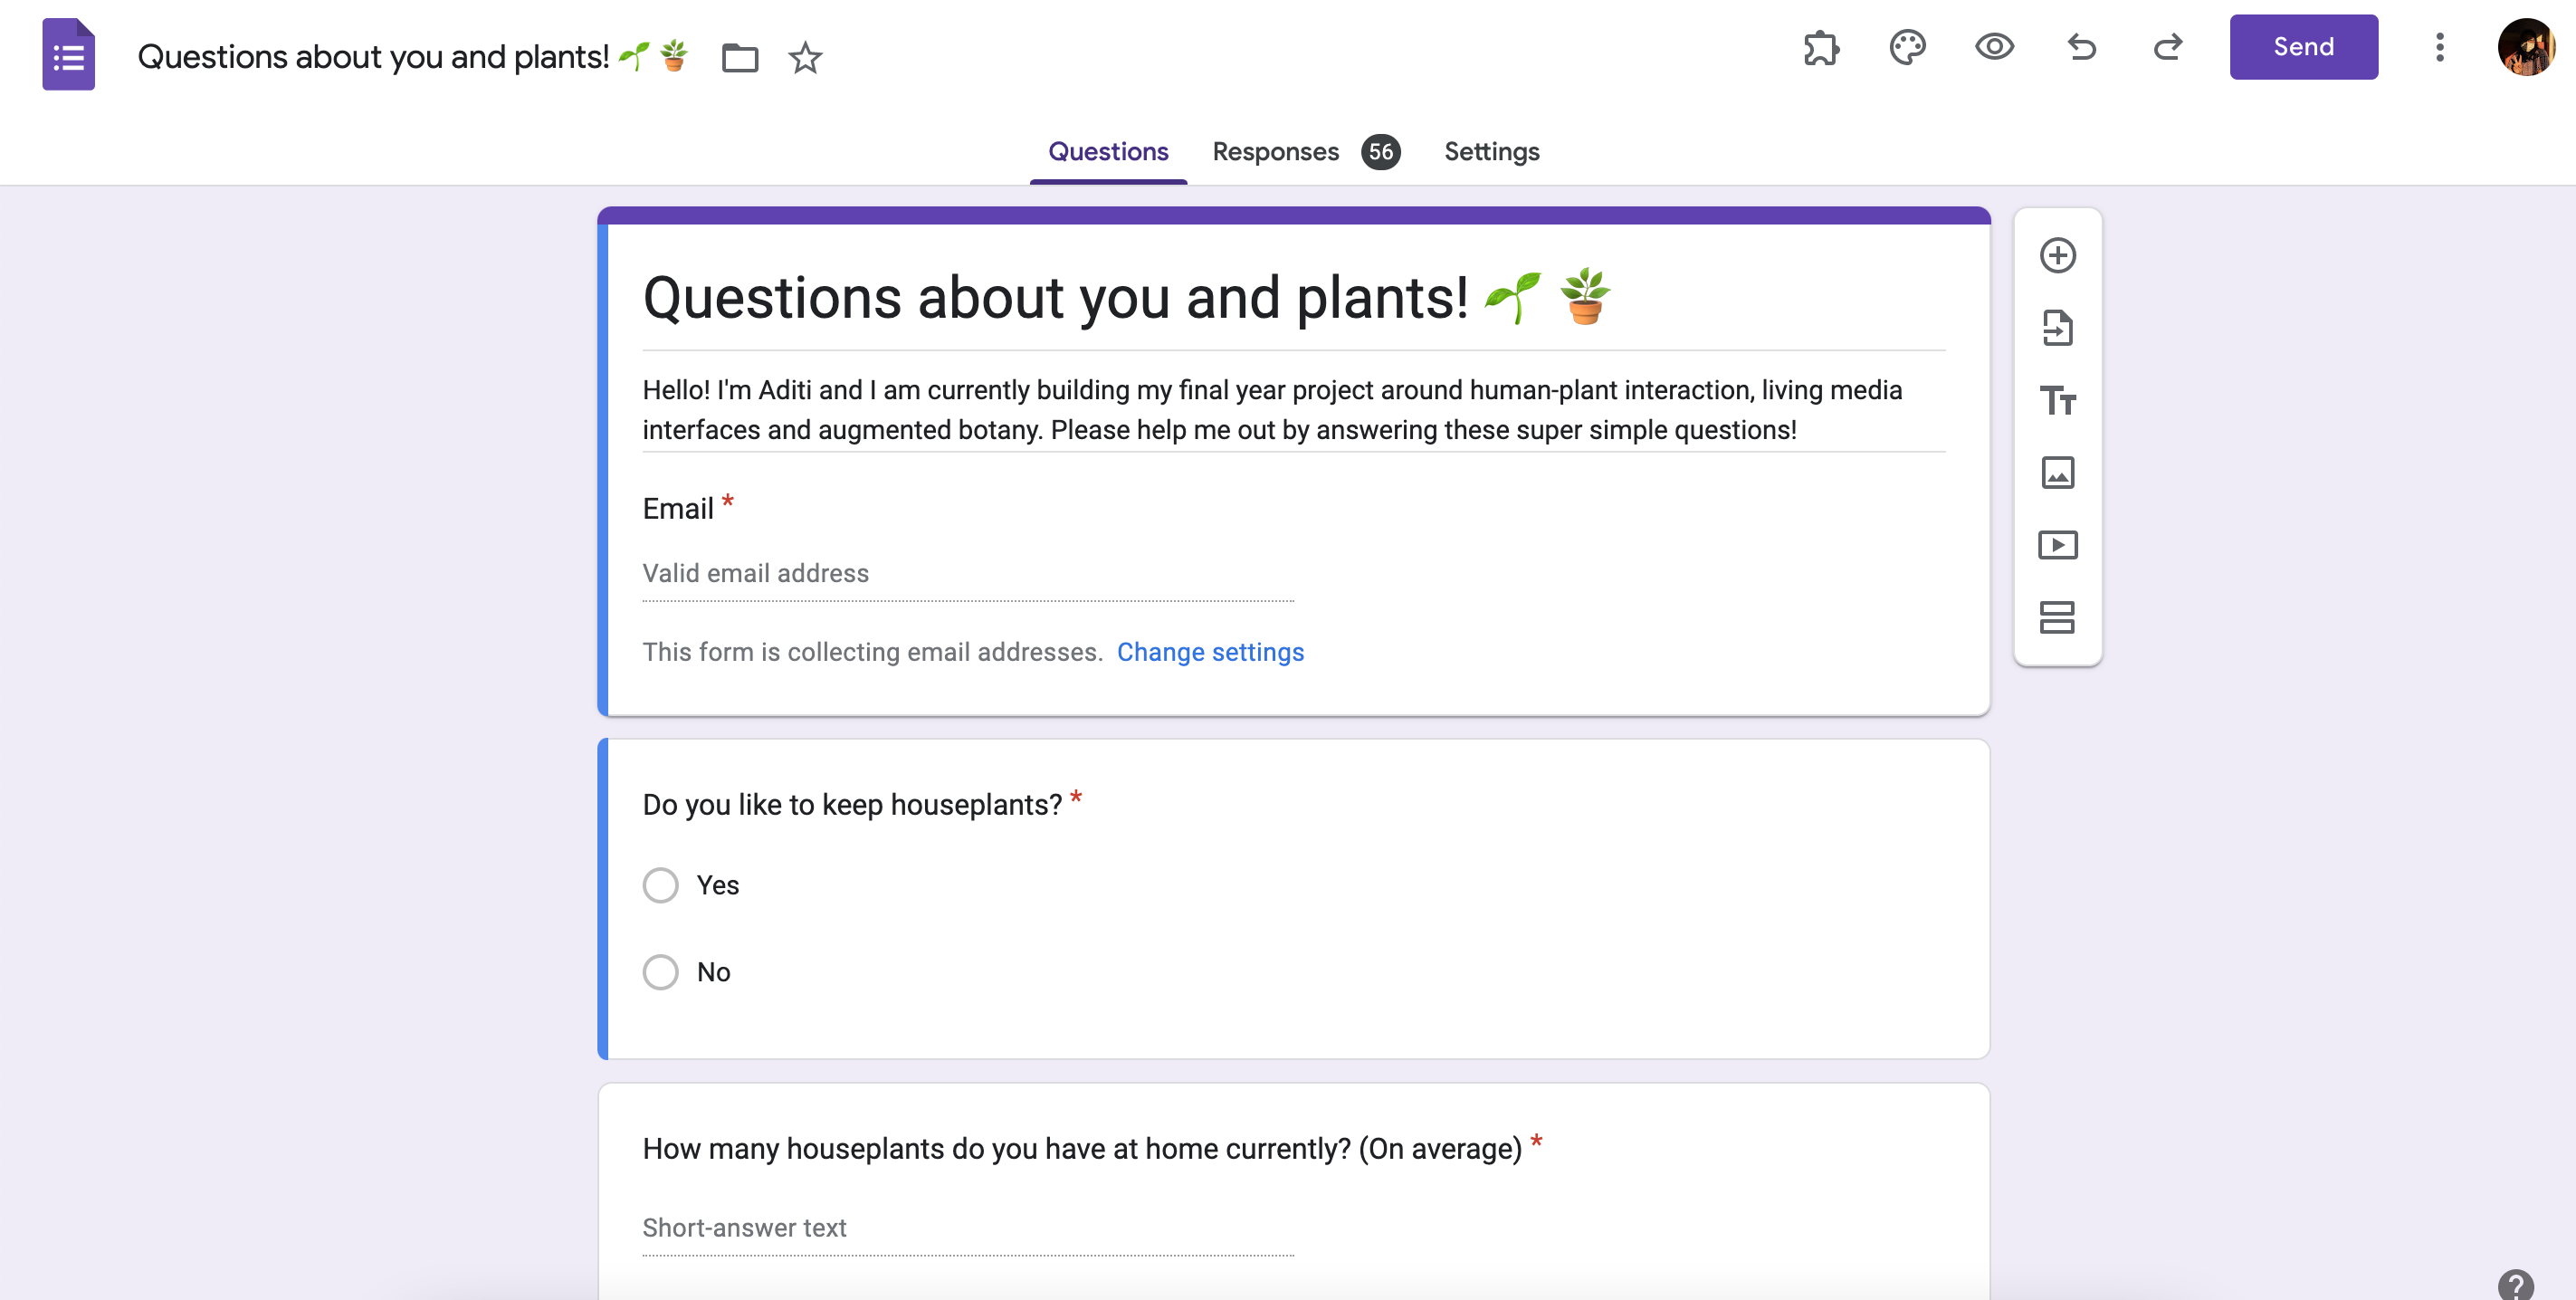 Questions about you and plants! 🌱 🪴
Send
Questions Responses 56 Settings
Questions about you and plants! 🌱 🪴
Hello! I'm Aditi and I am currently building my final year project around human-plant interaction, living media
interfaces and augmented botany. Please help me out by answering these super simple questions!
Email *
Valid email address
This form is collecting email addresses. Change settings
Do you like to keep houseplants? *
Yes
No
How many houseplants do you have at home currently? (On average) *
Short-answer text